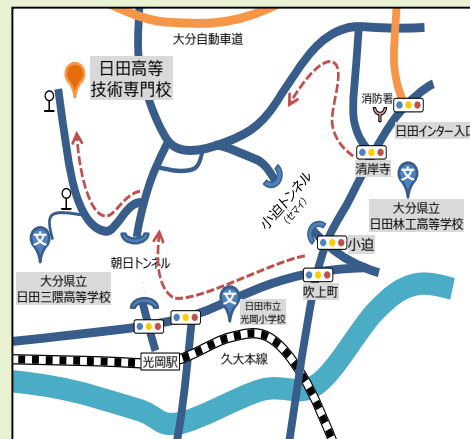 大分自動車道
日田高等
技術専門校
消防署
日田インター入口
清岸寺
文
大分県立
日田林工高等学校
小迫トンネル
(セマイ)
文
小迫
朝日トンネル
大分県立
日田三隈高等学校
吹上町
文
日田市立
光岡小学校
光岡駅
久大本線